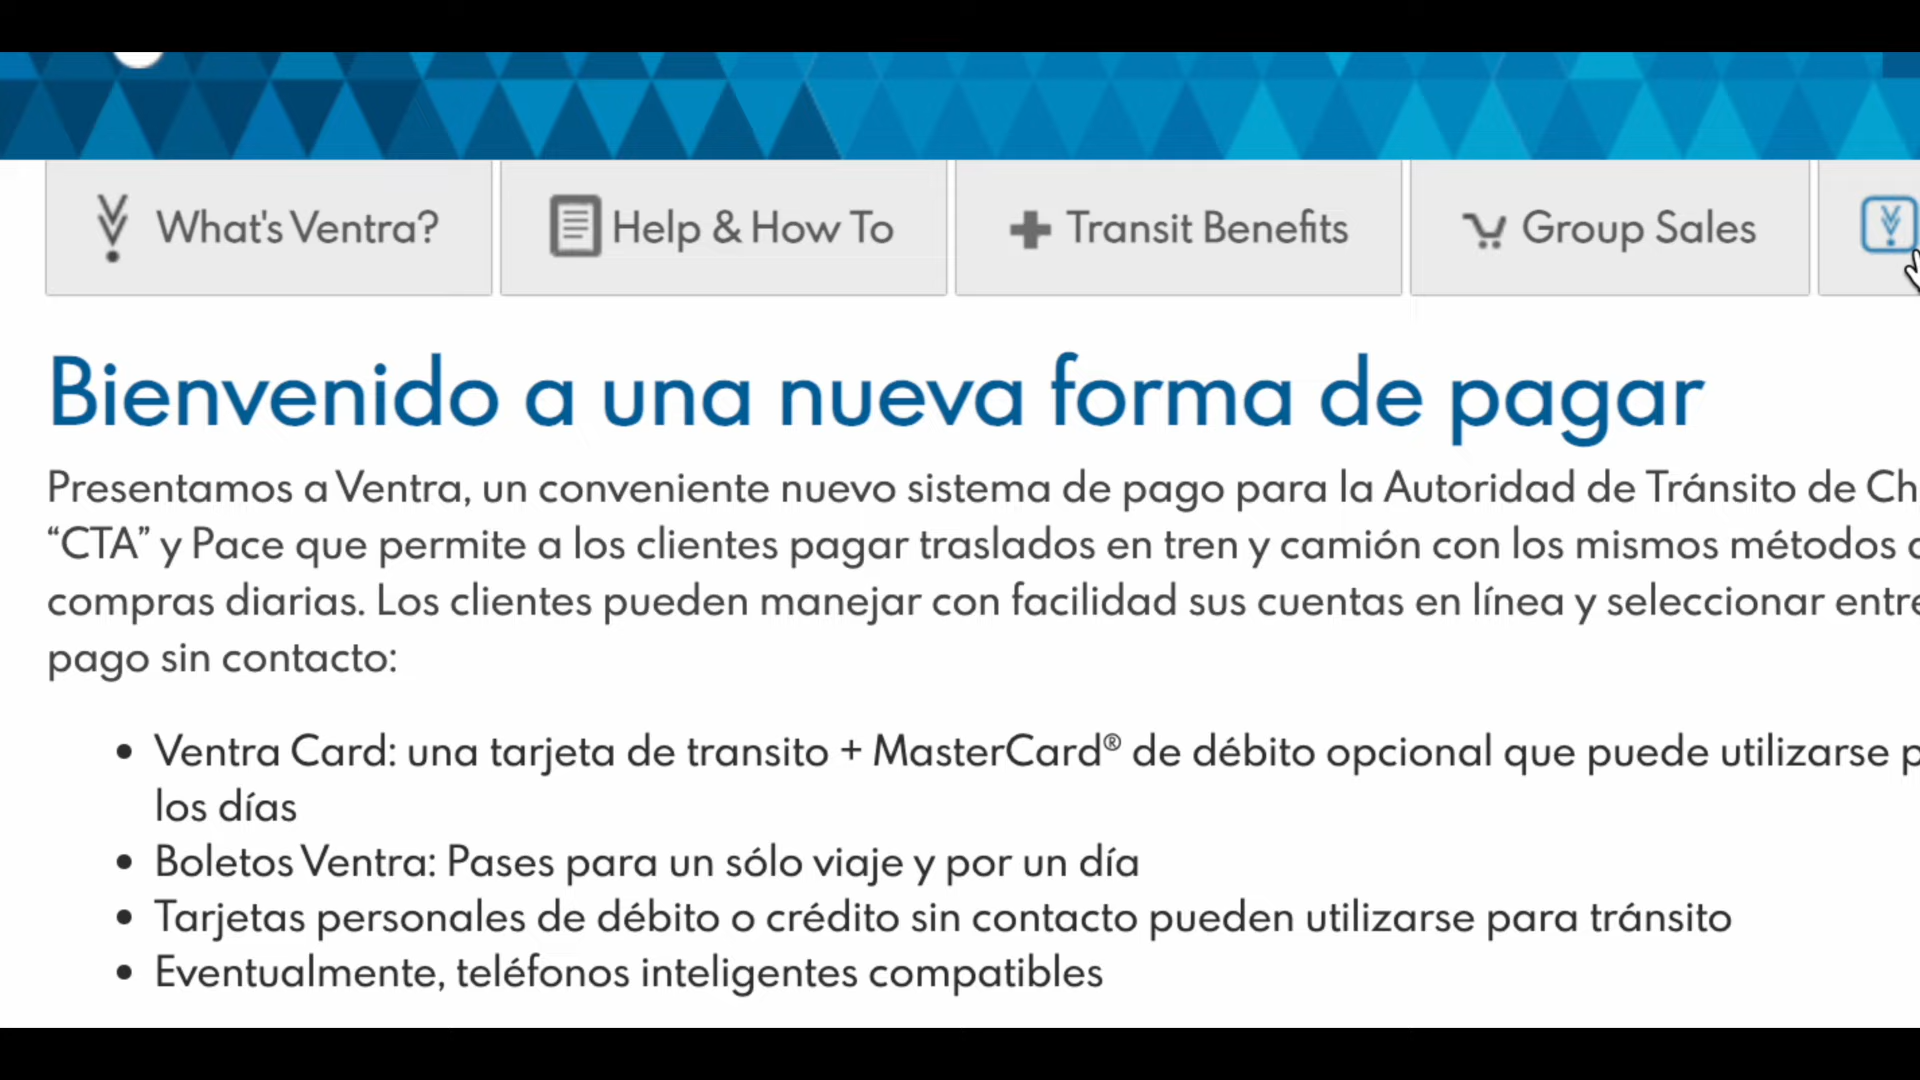 What's Ventra?
Help & How To
Transit Benefits
Group Sales
Bienvenido a una nueva forma de pagar
Presentamos a Ventra, un conveniente nuevo sistema de pago para la Autoridad de Tránsito de Ch
“CTA” y Pace que permite a los clientes pagar traslados en tren y camión con los mismos métodos
compras diarias. Los clientes pueden manejar con facilidad sus cuentas en línea y seleccionar entre
pago sin contacto:
• Ventra Card: una tarjeta de transito + MasterCard® de débito opcional que puede utilizarse
los días
• Boletos Ventra: Pases para un sólo viaje y por un día
• Tarjetas personales de débito o crédito sin contacto pueden utilizarse para tránsito
• Eventualmente, teléfonos inteligentes compatibles